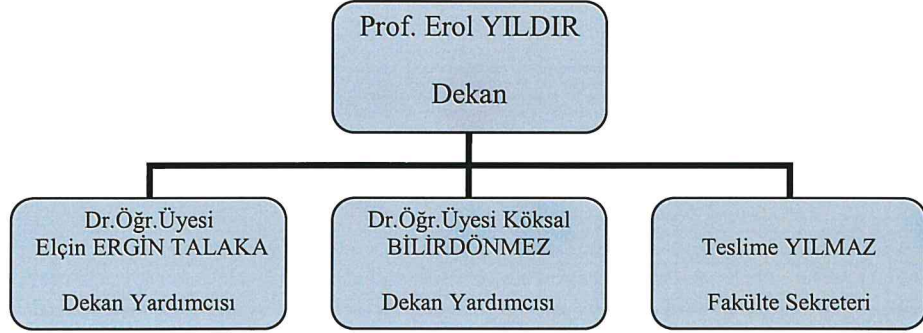 Prof. Erol YILDIR
Dekan
Dr.Öğr.Üyesi
Elçin ERGİN TALAKA
Dekan Yardımcısı
Dr.Öğr.Üyesi Köksal
BİLİRDÖNMEZ
Dekan Yardımcısı
Teslime YILMAZ
Fakülte Sekreteri